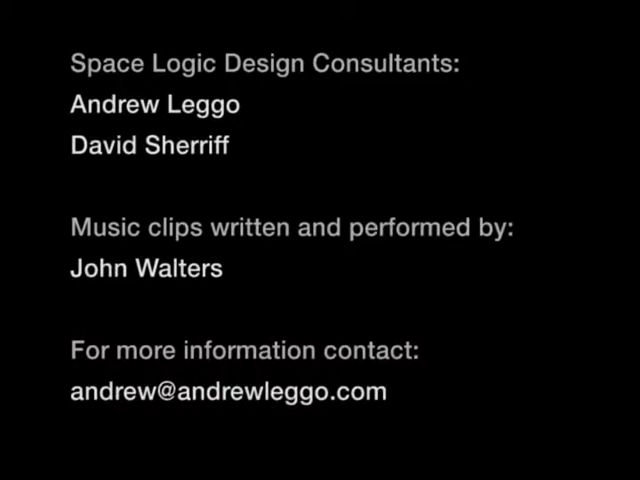 Space Logic Design Consultants:
Andrew Leggo
David Sherriff
Music clips written and performed by:
John Walters
For more information contact:
andrew@andrewleggo.com